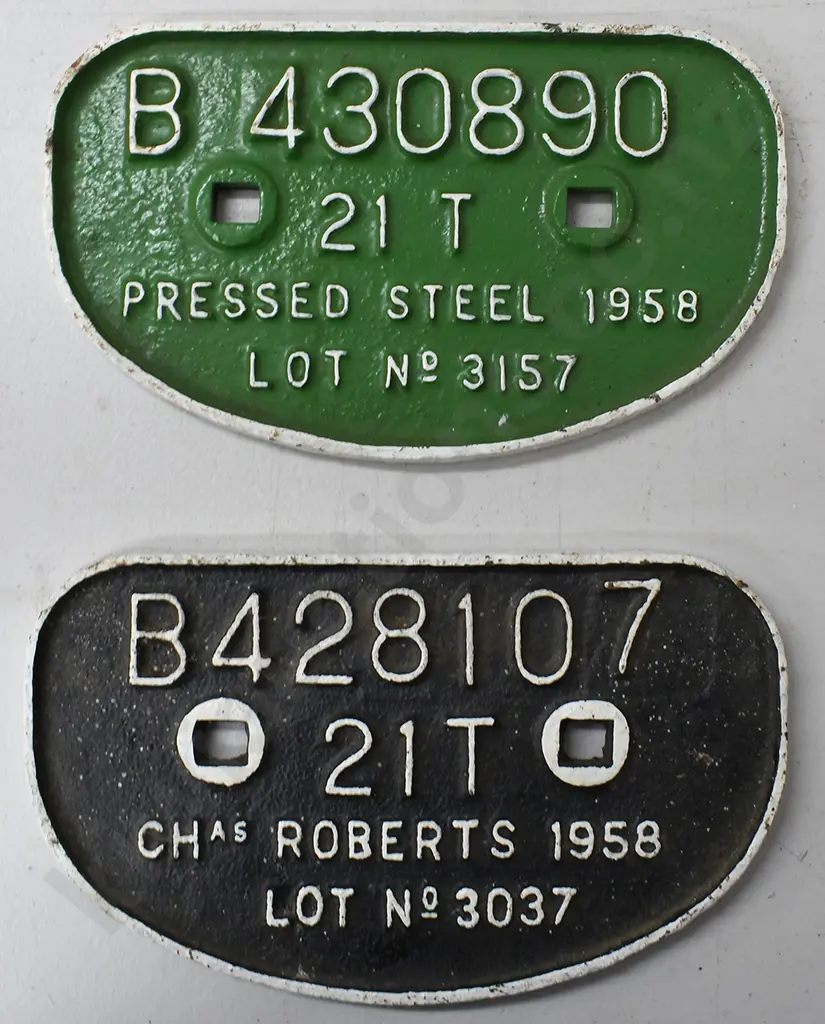 B 430890
21 T
PRESSED STEEL 1958
LOT Nº 3157
B428107
21T
CHAS ROBERTS 1958
LOT Nº 3037